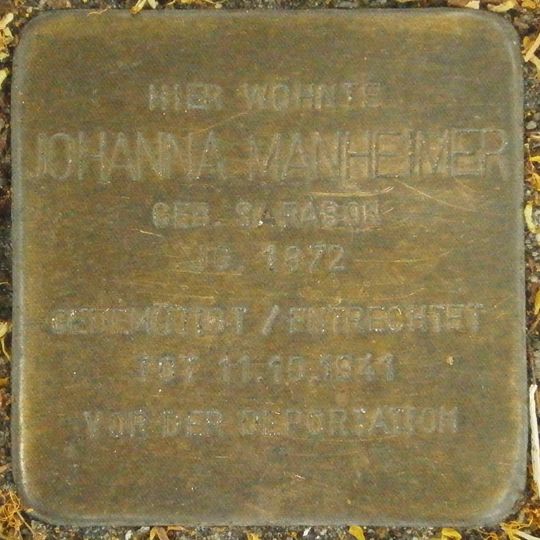 HIER WOHNTE
JOHANNA MANHEIMER
GEB. SARASON
JG. 1872
GEDEMÜTIGT / ENTRECHTET
TOT 11.10.1941
VOR DER DEPORTATION